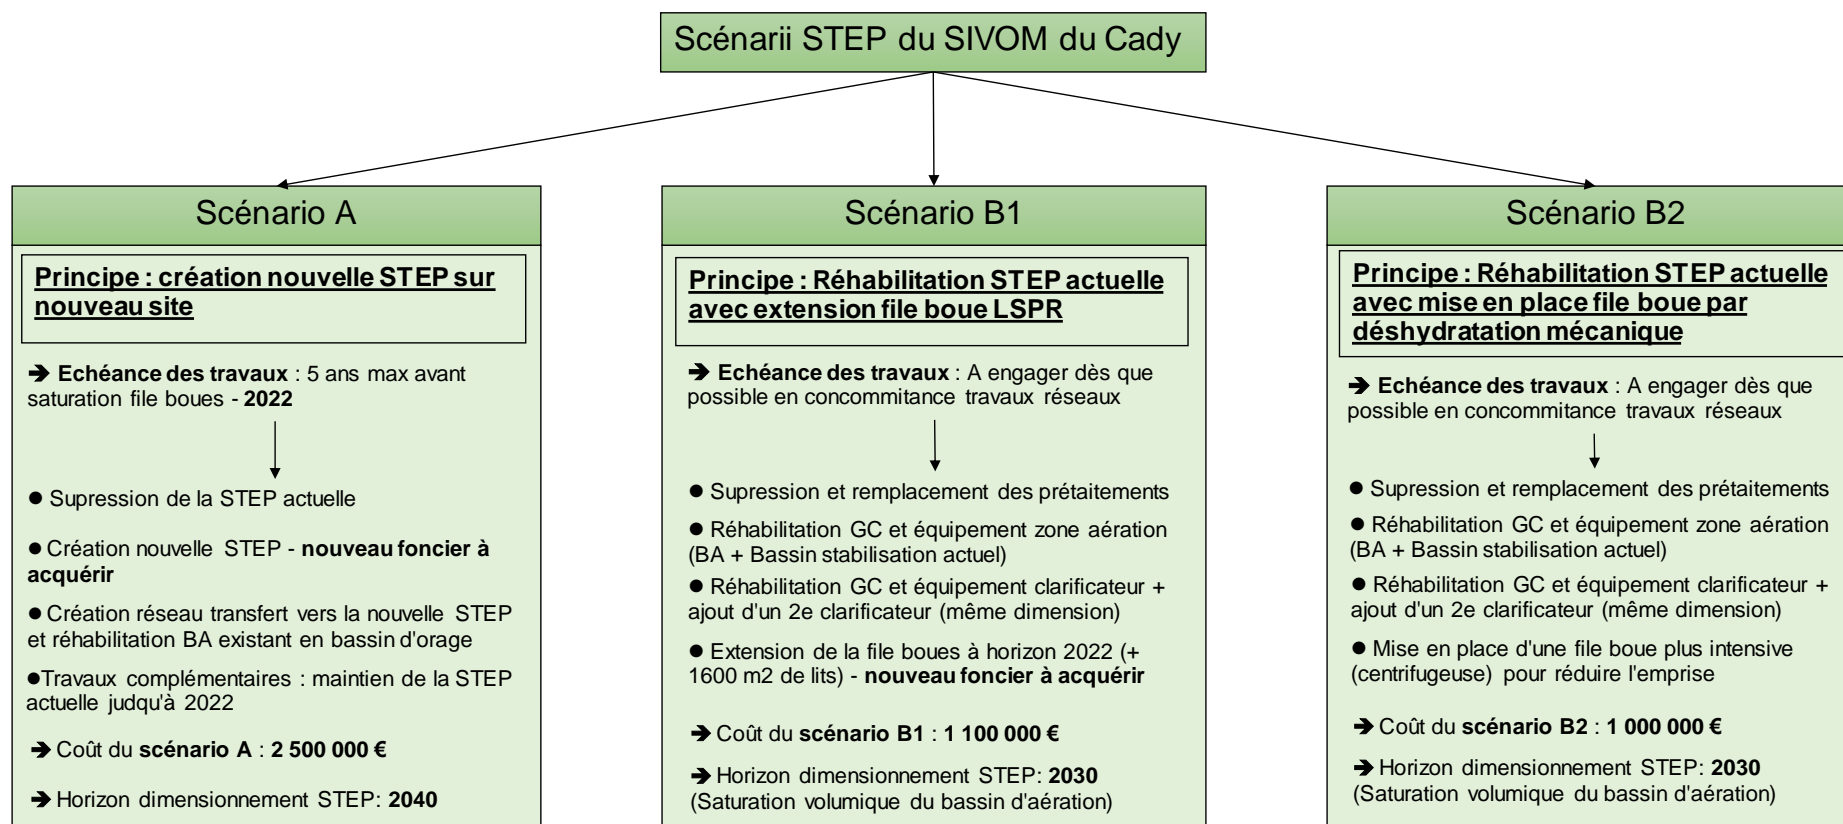 Scénarii STEP du SIVOM du Cady
Scénario A
Principe : création nouvelle STEP sur
nouveau site
➔ Echéance des travaux : 5 ans max avant
saturation file boues - 2022
● Supression de la STEP actuelle
● Création nouvelle STEP - nouveau foncier à
acquérir
● Création réseau transfert vers la nouvelle STEP
et réhabilitation BA existant en bassin d'orage
●Travaux complémentaires : maintien de la STEP
actuelle judqu'à 2022
➔ Coût du scénario A : 2 500 000 €
➔ Horizon dimensionnement STEP: 2040
Scénario B1
Principe : Réhabilitation STEP actuelle
avec extension file boue LSPR
➔ Echéance des travaux : A engager dès que
possible en concommitance travaux réseaux
● Supression et remplacement des prétaitements
● Réhabilitation GC et équipement zone aération
(BA + Bassin stabilisation actuel)
● Réhabilitation GC et équipement clarificateur +
ajout d'un 2e clarificateur (même dimension)
● Extension de la file boues à horizon 2022 (+
1600 m2 de lits) - nouveau foncier à acquérir
➔ Coût du scénario B1 : 1 100 000 €
➔ Horizon dimensionnement STEP: 2030
(Saturation volumique du bassin d'aération)
Scénario B2
Principe : Réhabilitation STEP actuelle
avec mise en place file boue par
déshydratation mécanique
➔ Echéance des travaux : A engager dès que
possible en concommitance travaux réseaux
● Supression et remplacement des prétaitements
● Réhabilitation GC et équipement zone aération
(BA + Bassin stabilisation actuel)
● Réhabilitation GC et équipement clarificateur +
ajout d'un 2e clarificateur (même dimension)
● Mise en place d'une file boue plus intensive
(centrifugeuse) pour réduire l'emprise
➔ Coût du scénario B2 : 1 000 000 €
➔ Horizon dimensionnement STEP: 2030
(Saturation volumique du bassin d'aération)